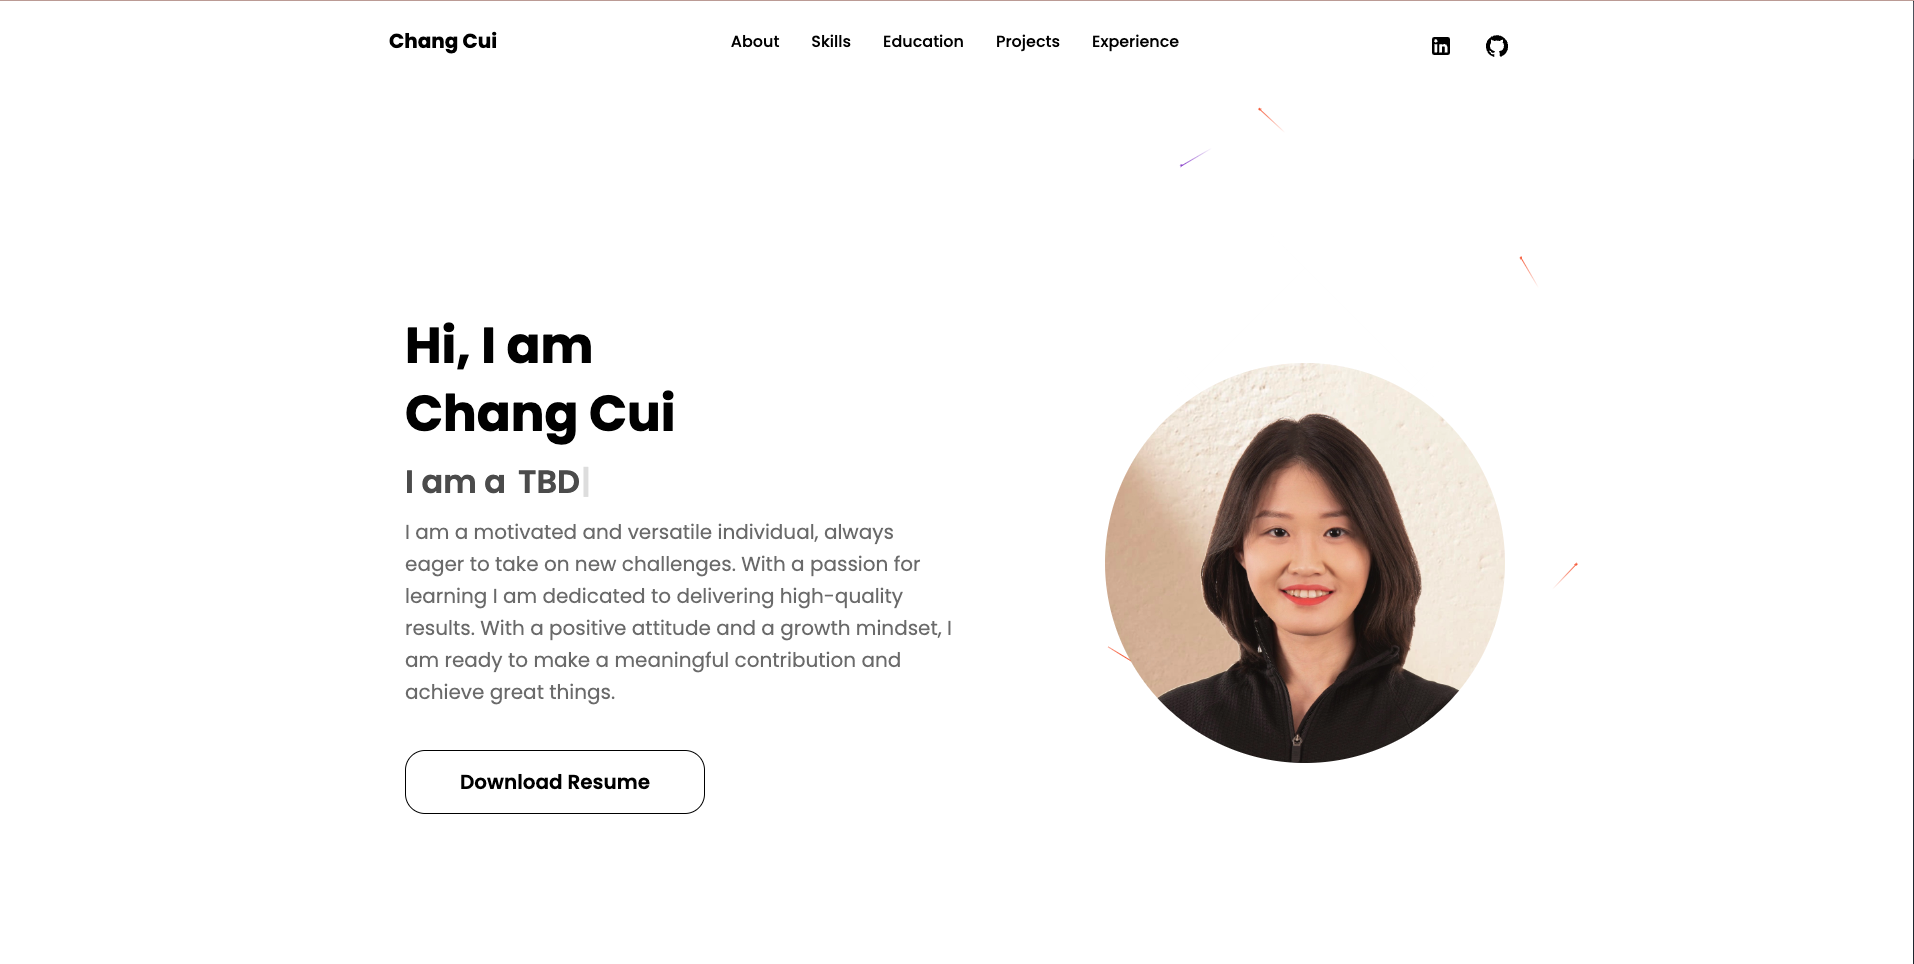 Chang Cui
About Skills Education Projects Experience
Hi, I am
Chang Cui
I am a TBD|
I am a motivated and versatile individual, always
eager to take on new challenges. With a passion for
learning I am dedicated to delivering high-quality
results. With a positive attitude and a growth mindset, I
am ready to make a meaningful contribution and
achieve great things.
Download Resume